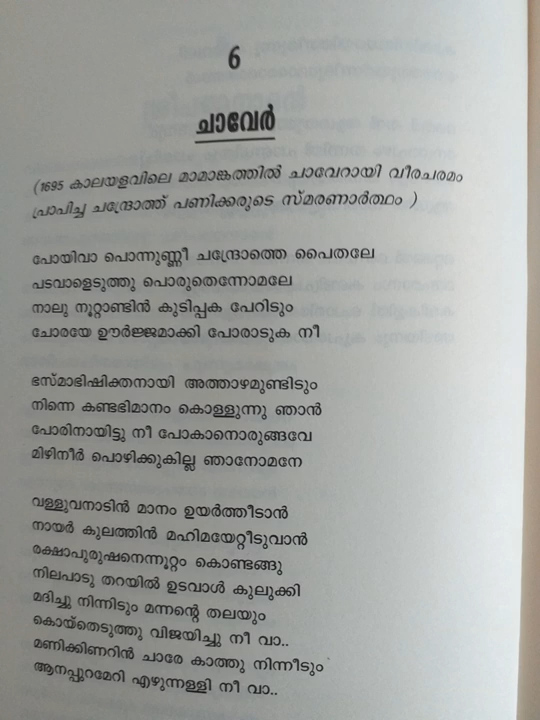 6
ചാവേർ
(1695 കാലയളവിലെ മാമാങ്കത്തിൽ ചാവേറായി വീരചരമം
പ്രാപിച്ച ചന്ദ്രോത്ത് പണിക്കരുടെ സ്മരണാർത്ഥം )
പോയിവാ പൊന്നുണ്ണീ ചന്ദ്രോത്തെ പൈതലേ
പടവാളെടുത്തു പൊരുതെന്നോമലേ
നാലു നൂറ്റാണ്ടിൻ കുടിപ്പക പേറിടും
ചോരയേ ഊർജ്ജമാക്കി പോരാടുക നീ
ഭസ്മാഭിഷിക്തനായി അത്താഴമുണ്ടിടും
നിന്നെ കണ്ടഭിമാനം കൊള്ളുന്നു ഞാൻ
പോരിനായിട്ടു നീ പോകാനൊരുങ്ങവേ
മിഴിനീർ പൊഴിക്കുകില്ല ഞാനോമനേ
വള്ളുവനാടിൻ മാനം ഉയർത്തീടാൻ
നായർ കുലത്തിൻ മഹിമയേറ്റീടുവാൻ
രക്ഷാപുരുഷനെന്നൂറ്റം കൊണ്ടങ്ങു
നിലപാടു തറയിൽ ഉടവാൾ കുലുക്കി
മദിച്ചു നിന്നിടും മന്നന്റെ തലയും
കൊയ്തെടുത്തു വിജയിച്ചു നീ വാ..
മണിക്കിണറിൻ ചാരേ കാത്തു നിന്നീടും
ആനപ്പുറമേറി എഴുന്നള്ളി നീ വാ..